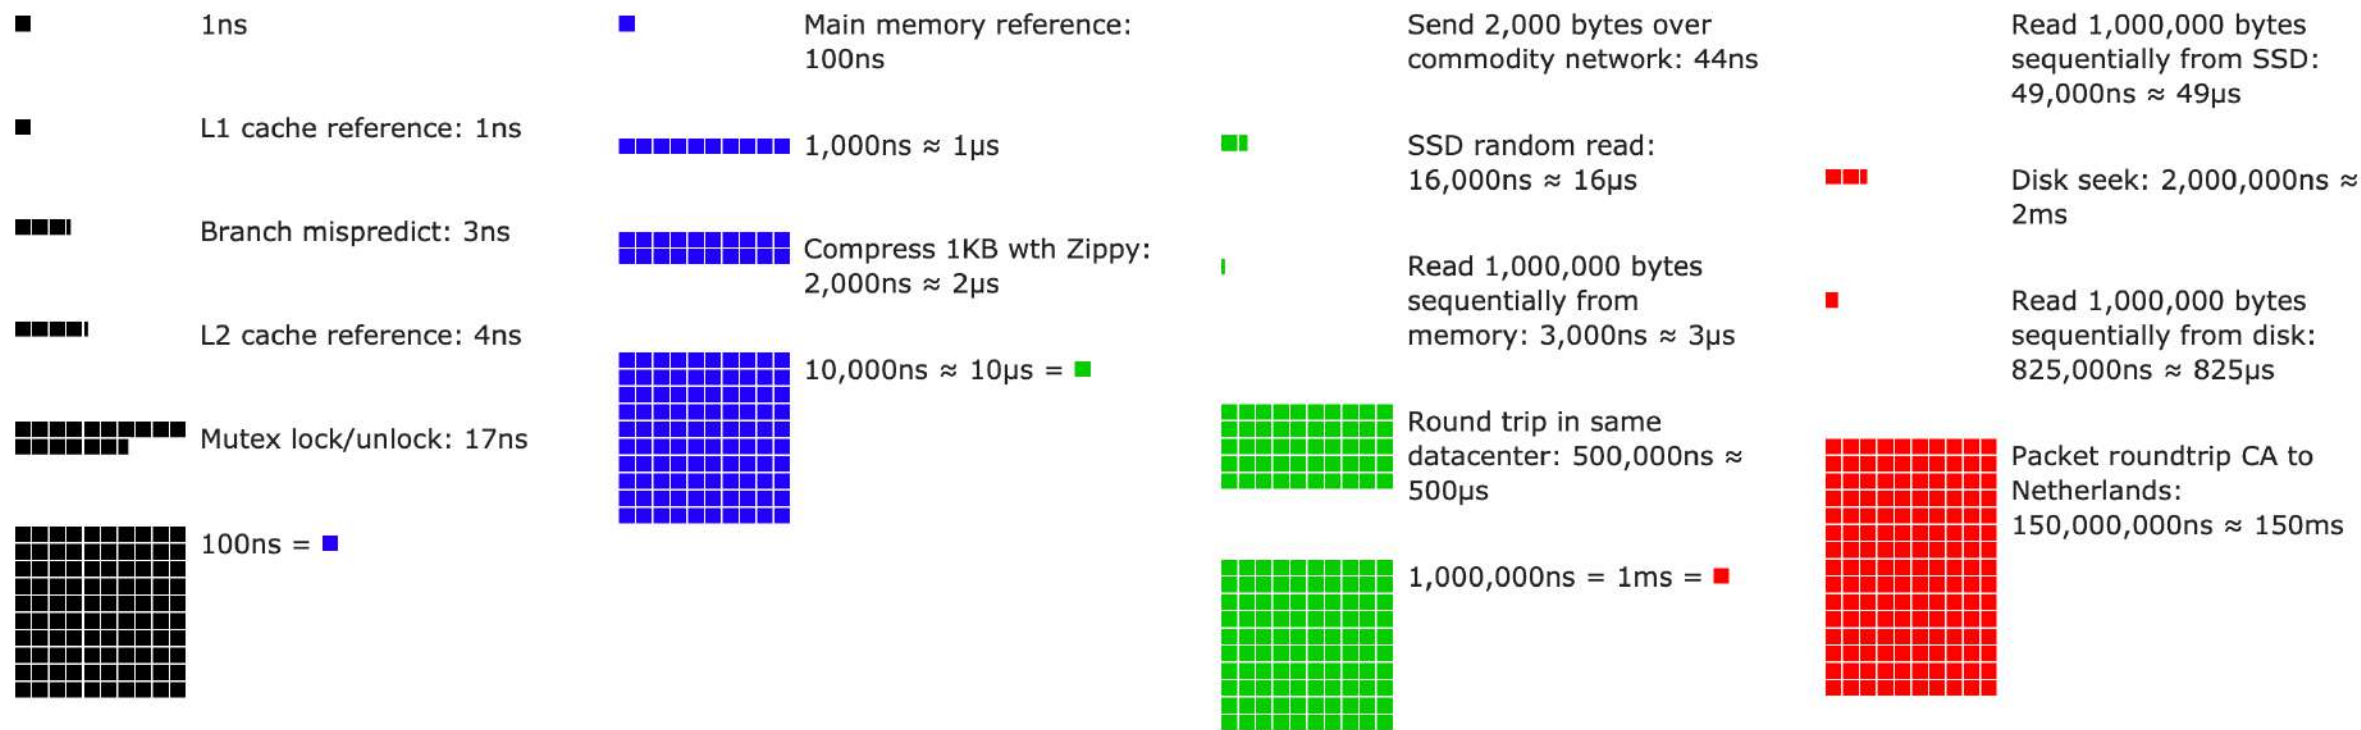 1ns
L1 cache reference: 1ns
Branch mispredict: 3ns
L2 cache reference: 4ns
Mutex lock/unlock: 17ns
100ns =
Main memory reference:
100ns
1,000ns ≈ 1μs
Compress 1KB wth Zippy:
2,000ns ≈ 2μs
10,000ns ≈ 10μs =
Send 2,000 bytes over
commodity network: 44ns
SSD random read:
16,000ns ≈ 16μs
Read 1,000,000 bytes
sequentially from
memory: 3,000ns ≈ 3μs
Round trip in same
datacenter: 500,000ns ≈
500μs
1,000,000ns = 1ms =
Read 1,000,000 bytes
sequentially from SSD:
49,000ns ≈ 49μs
Disk seek: 2,000,000ns ≈
2ms
Read 1,000,000 bytes
sequentially from disk:
825,000ns ≈ 825μs
Packet roundtrip CA to
Netherlands:
150,000,000ns ≈ 150ms